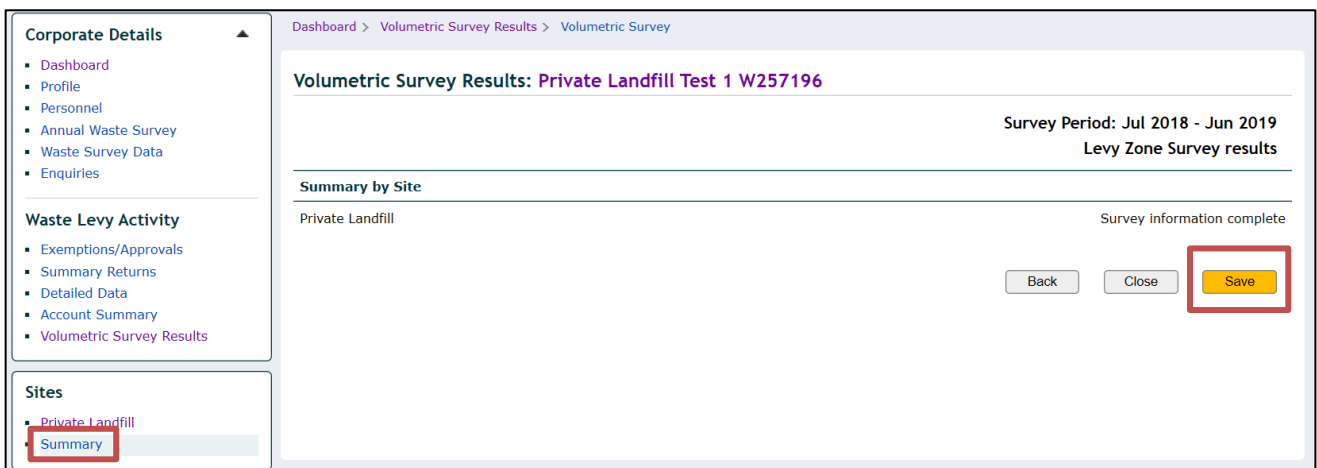 Corporate Details
Dashboard
Profile
Personnel
Annual Waste Survey
Waste Survey Data
Enquiries
Waste Levy Activity
Exemptions/Approvals
Summary Returns
Detailed Data
Account Summary
Volumetric Survey Results
Sites
Private Landfill
Summary
Dashboard > Volumetric Survey Results > Volumetric Survey
Volumetric Survey Results: Private Landfill Test 1 W257196
Survey Period: Jul 2018 - Jun 2019
Levy Zone Survey results
Summary by Site
Private Landfill Survey information complete
Back Close Save